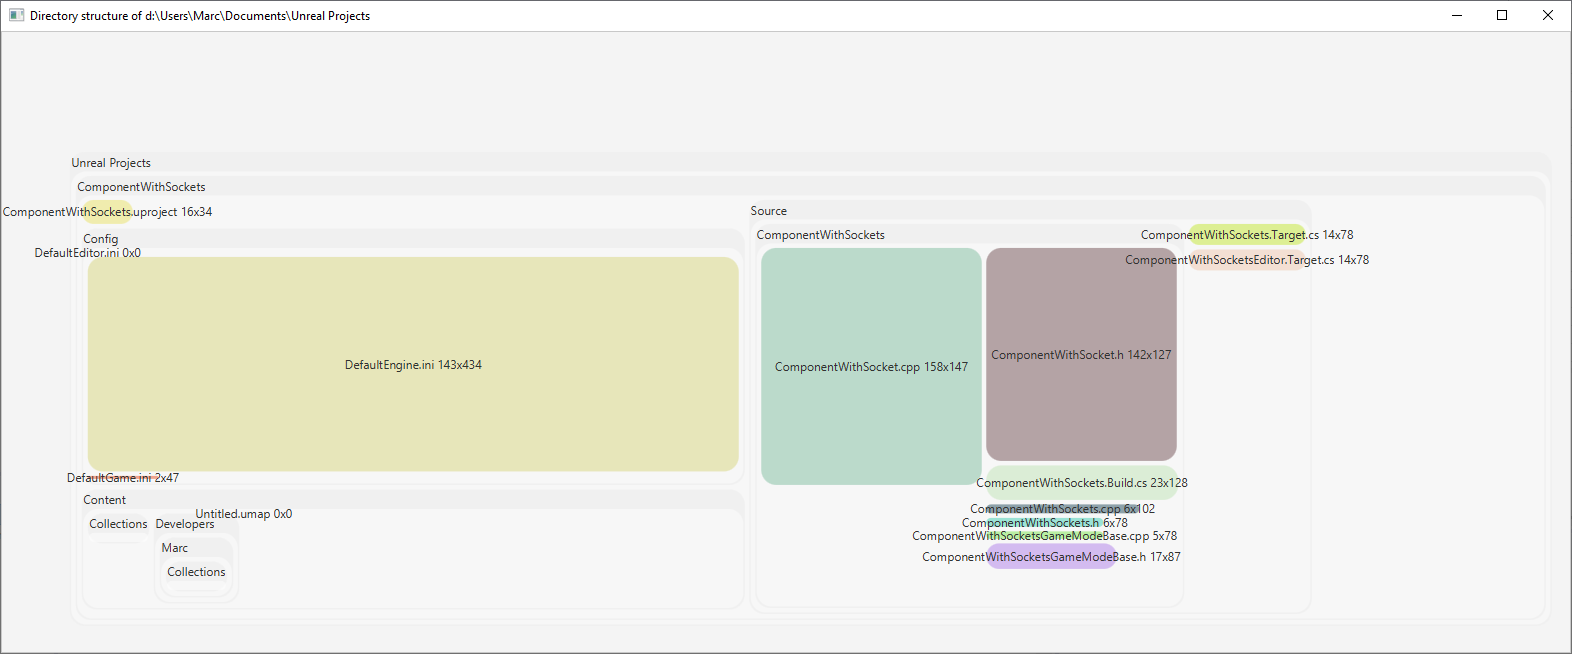 Directory structure of d:\Users\Marc\Documents\Unreal Projects
Unreal Projects
ComponentWithSockets
ComponentWithSockets.uproject 16x34
Config
DefaultEditor.ini 0x0
DefaultEngine.ini 143x434
DefaultGame.ini 2x47
Content
Collections
Developers
Untitled.umap 0x0
Marc
Collections
Source
ComponentWithSockets
ComponentWithSocket.cpp 158x147
ComponentWithSocket.h 142x127
ComponentWithSockets.Build.cs 23x128
ComponentWithSockets.cpp 6x102
ComponentWithSockets.h 6x78
ComponentWithSocketsGameModeBase.cpp 5x78
ComponentWithSocketsGameModeBase.h 17x87
ComponentWithSockets.Target.cs 14x78
ComponentWithSocketsEditor.Target.cs 14x78